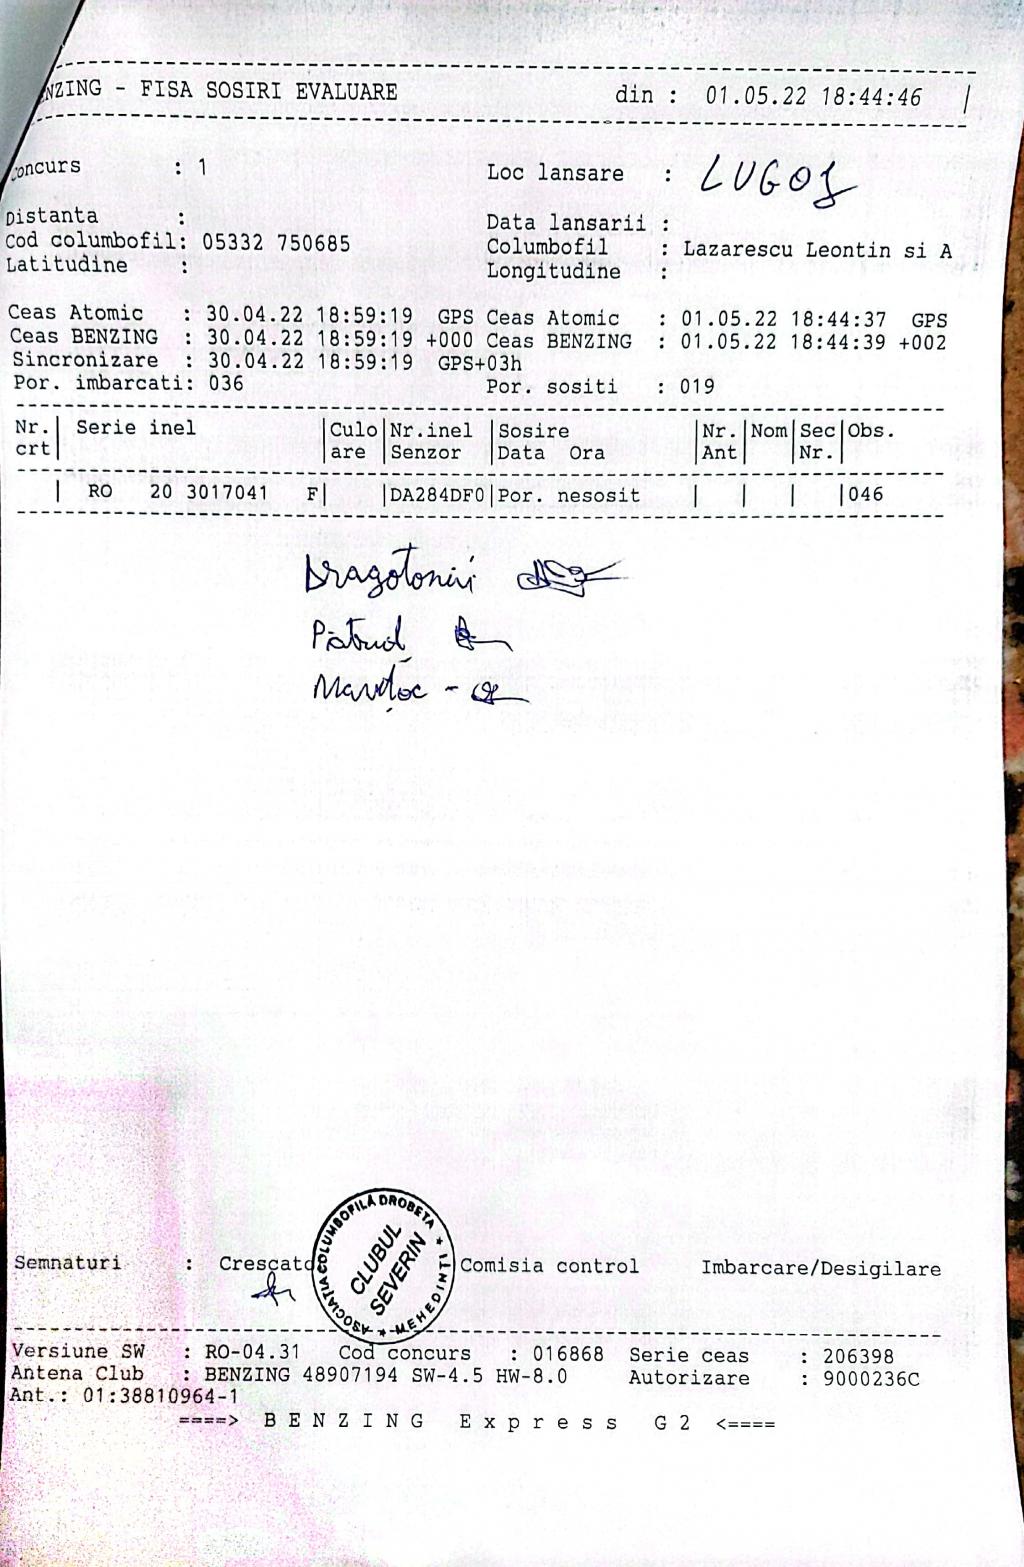 NZING - FISA SOSIRI EVALUARE din : 01.05.22 18:44:46 |
oncurs : 1 Loc lansare : LUGOJ
Distanta : Data lansarii :
Cod columbofil: 05332 750685 Columbofil : Lazarescu Leontin si A
Latitudine : Longitudine :
Ceas Atomic : 30.04.22 18:59:19 GPS Ceas Atomic : 01.05.22 18:44:37 GPS
Ceas BENZING : 30.04.22 18:59:19 +000 Ceas BENZING : 01.05.22 18:44:39 +002
Sincronizare : 30.04.22 18:59:19 GPS+03h
Por. imbarcati: 036 Por. sositi : 019
Nr.| Serie inel |Culo|Nr.inel |Sosire |Nr.|Nom|Sec|Obs.
crt| |are |Senzor |Data Ora |Ant| |Nr.|
| RO 20 3017041 F| |DA284DF0|Por. nesosit | | | |046
Semnaturi : Crescato Comisia control Imbarcare/Desigilare
ASOCIAȚIA COLUMBOFILĂ DROBETA * MEHEDINȚI *
CLUBUL
SEVERIN
Versiune SW : RO-04.31 Cod concurs : 016868 Serie ceas : 206398
Antena Club : BENZING 48907194 SW-4.5 HW-8.0 Autorizare : 9000236C
Ant.: 01:38810964-1
====> B E N Z I N G E x p r e s s G 2 <====